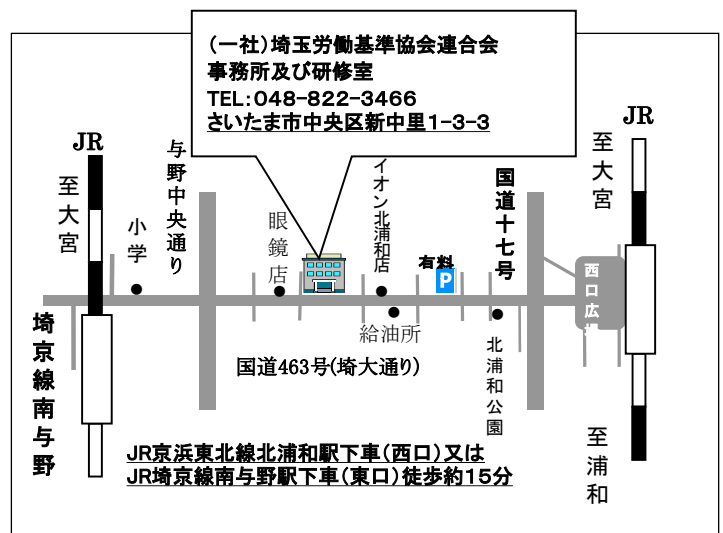 (一社)埼玉労働基準協会連合会
事務所及び研修室
TEL:048-822-3466
さいたま市中央区新中里1-3-3
JR
至大宮
小学
与野中央通り
眼鏡店
イオン北浦和店
有料
P
国道十七号
JR
至大宮
西口広場
埼京線南与野
国道463号(埼大通り)
給油所
北浦和公園
至浦和
JR京浜東北線北浦和駅下車(西口)又は
JR埼京線南与野駅下車(東口)徒歩約15分